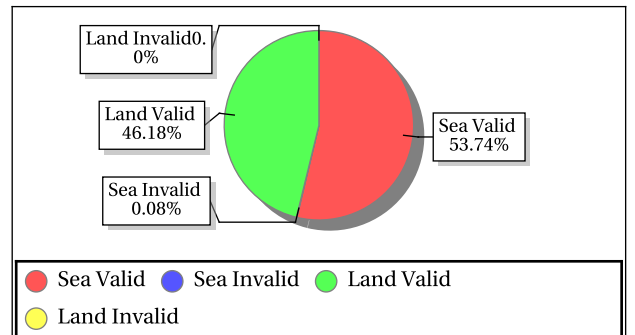 Land Invalid0.
0%
Land Valid
46.18%
Sea Valid
53.74%
Sea Invalid
0.08%
Sea Valid Sea Invalid Land Valid
Land Invalid